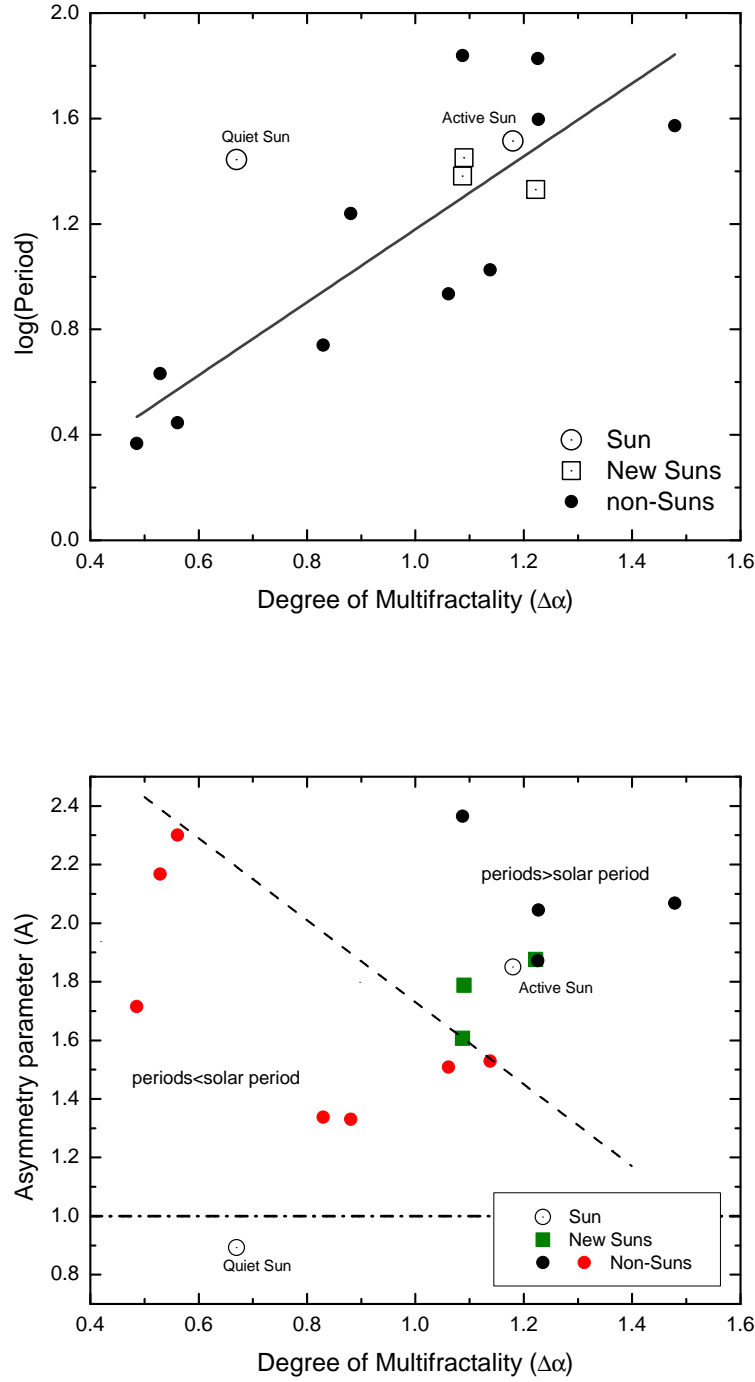 2.0
1.6
1.2
0.8
0.4
0.0
log(Period)
Quiet Sun
Active Sun
Sun
New Suns
non-Suns
0.4 0.6 0.8 1.0 1.2 1.4 1.6
Degree of Multifractality (Δα)
2.4
2.2
2.0
1.8
1.6
1.4
1.2
1.0
0.8
Asymmetry parameter (A)
periods>solar period
Active Sun
periods<solar period
Quiet Sun
Sun
New Suns
Non-Suns
0.4 0.6 0.8 1.0 1.2 1.4 1.6
Degree of Multifractality (Δα)